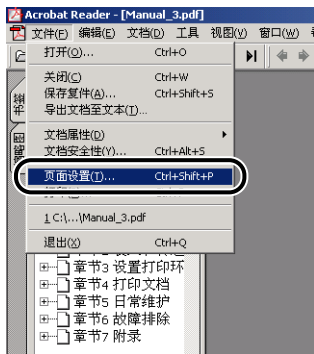 Acrobat Reader - [Manual_3.pdf]
文件(F) 编辑(E) 文档(D) 工具 视图(V) 窗口(W)
打开(O)... Ctrl+O
关闭(C) Ctrl+W
保存复件(A)... Ctrl+Shift+S
导出文档至文本(T)...
文档属性(D)
文档安全性(Y)... Ctrl+Alt+S
页面设置(T)... Ctrl+Shift+P
1 C:\...\Manual_3.pdf
退出(X) Ctrl+Q
章节3 设置打印环
章节4 打印文档
章节5 日常维护
章节6 故障排除
章节7 附录